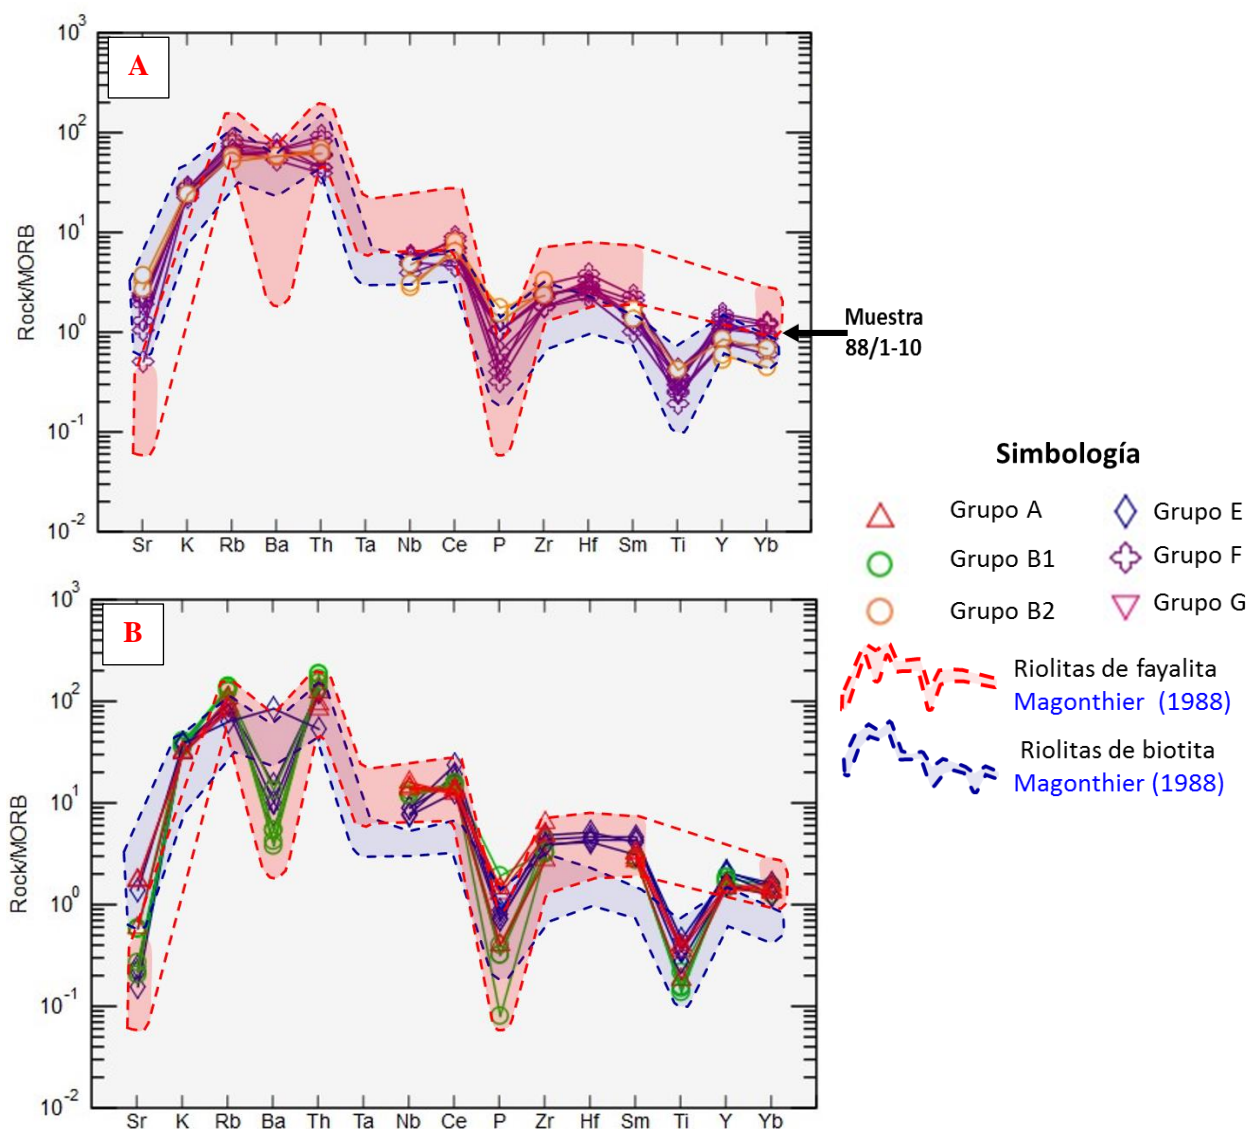 A
10^3
10^2
10^1
10^0
10^-1
10^-2
Rock/MORB
Sr K Rb Ba Th Ta Nb Ce P Zr Hf Sm Ti Y Yb
Muestra
88/1-10
B
10^3
10^2
10^1
10^0
10^-1
10^-2
Rock/MORB
Sr K Rb Ba Th Ta Nb Ce P Zr Hf Sm Ti Y Yb
Simbología
Grupo A
Grupo B1
Grupo B2
Grupo E
Grupo F
Grupo G
Riolitas de fayalita
Magonthier (1988)
Riolitas de biotita
Magonthier (1988)